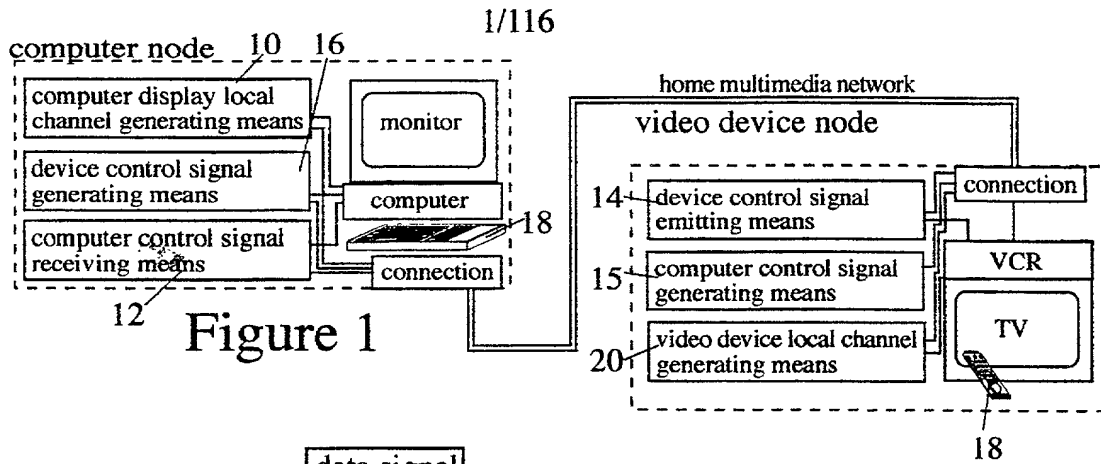 1/116
computer node
10
16
computer display local
channel generating means
device control signal
generating means
computer control signal
receiving means
12
monitor
computer
18
connection
Figure 1
home multimedia network
video device node
14
device control signal
emitting means
15
computer control signal
generating means
20
video device local channel
generating means
connection
VCR
TV
18
data signal